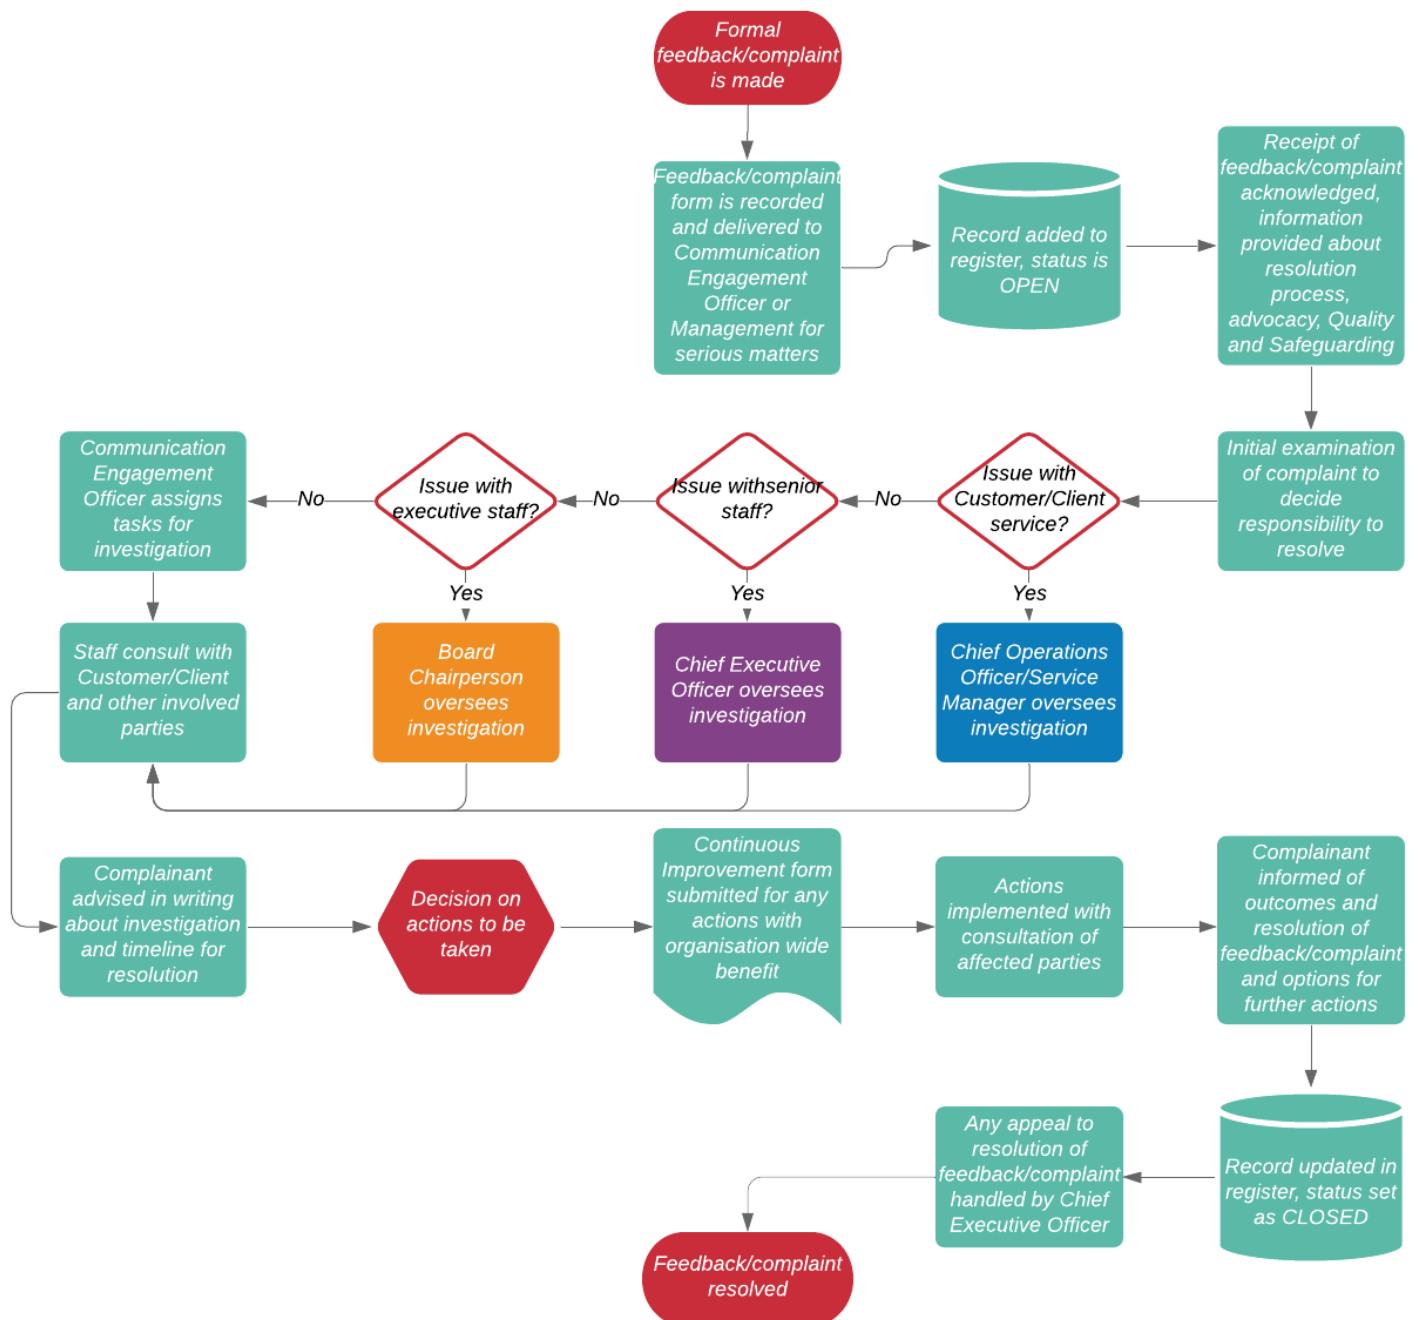 Formal
feedback/complaint
is made
Feedback/complaint
form is recorded
and delivered to
Communication
Engagement
Officer or
Management for
serious matters
Record added to
register, status is
OPEN
Receipt of
feedback/complaint
acknowledged,
information
provided about
resolution
process,
advocacy, Quality
and Safeguarding
Initial examination
of complaint to
decide
responsibility to
resolve
Issue with
Customer/Client
service?
No
Yes
Issue withsenior
staff?
No
Yes
Issue with
executive staff?
No
Yes
Communication
Engagement
Officer assigns
tasks for
investigation
Chief Operations
Officer/Service
Manager oversees
investigation
Chief Executive
Officer oversees
investigation
Board
Chairperson
oversees
investigation
Staff consult with
Customer/Client
and other involved
parties
Complainant
advised in writing
about investigation
and timeline for
resolution
Decision on
actions to be
taken
Continuous
Improvement form
submitted for any
actions with
organisation wide
benefit
Actions
implemented with
consultation of
affected parties
Complainant
informed of
outcomes and
resolution of
feedback/complaint
and options for
further actions
Record updated in
register, status set
as CLOSED
Any appeal to
resolution of
feedback/complaint
handled by Chief
Executive Officer
Feedback/complaint
resolved